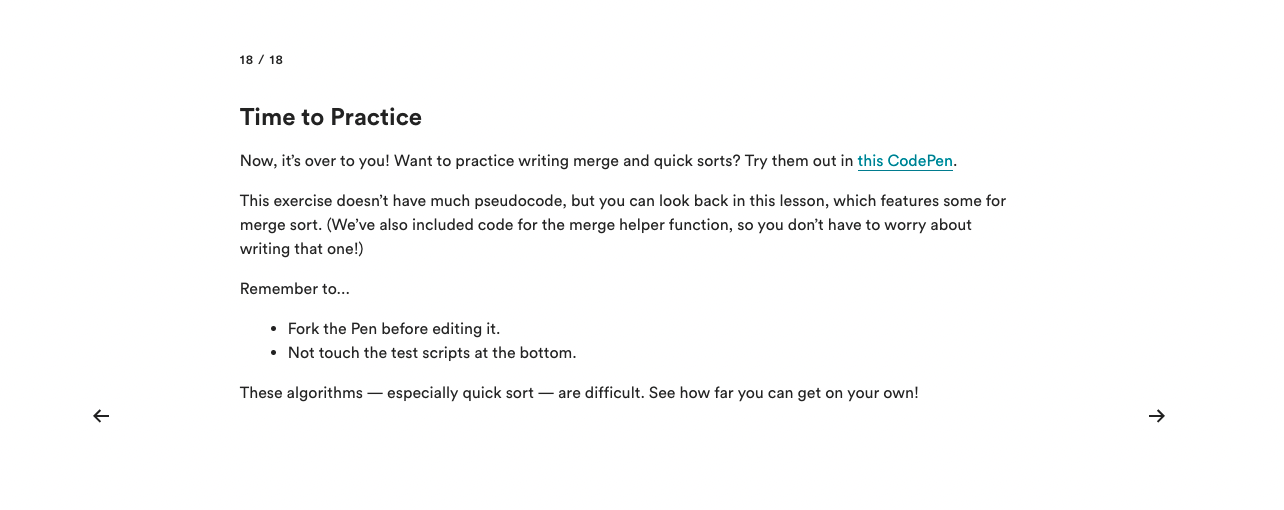 18 / 18
Time to Practice
Now, it’s over to you! Want to practice writing merge and quick sorts? Try them out in this CodePen.
This exercise doesn’t have much pseudocode, but you can look back in this lesson, which features some for
merge sort. (We’ve also included code for the merge helper function, so you don’t have to worry about
writing that one!)
Remember to...
• Fork the Pen before editing it.
• Not touch the test scripts at the bottom.
These algorithms — especially quick sort — are difficult. See how far you can get on your own!